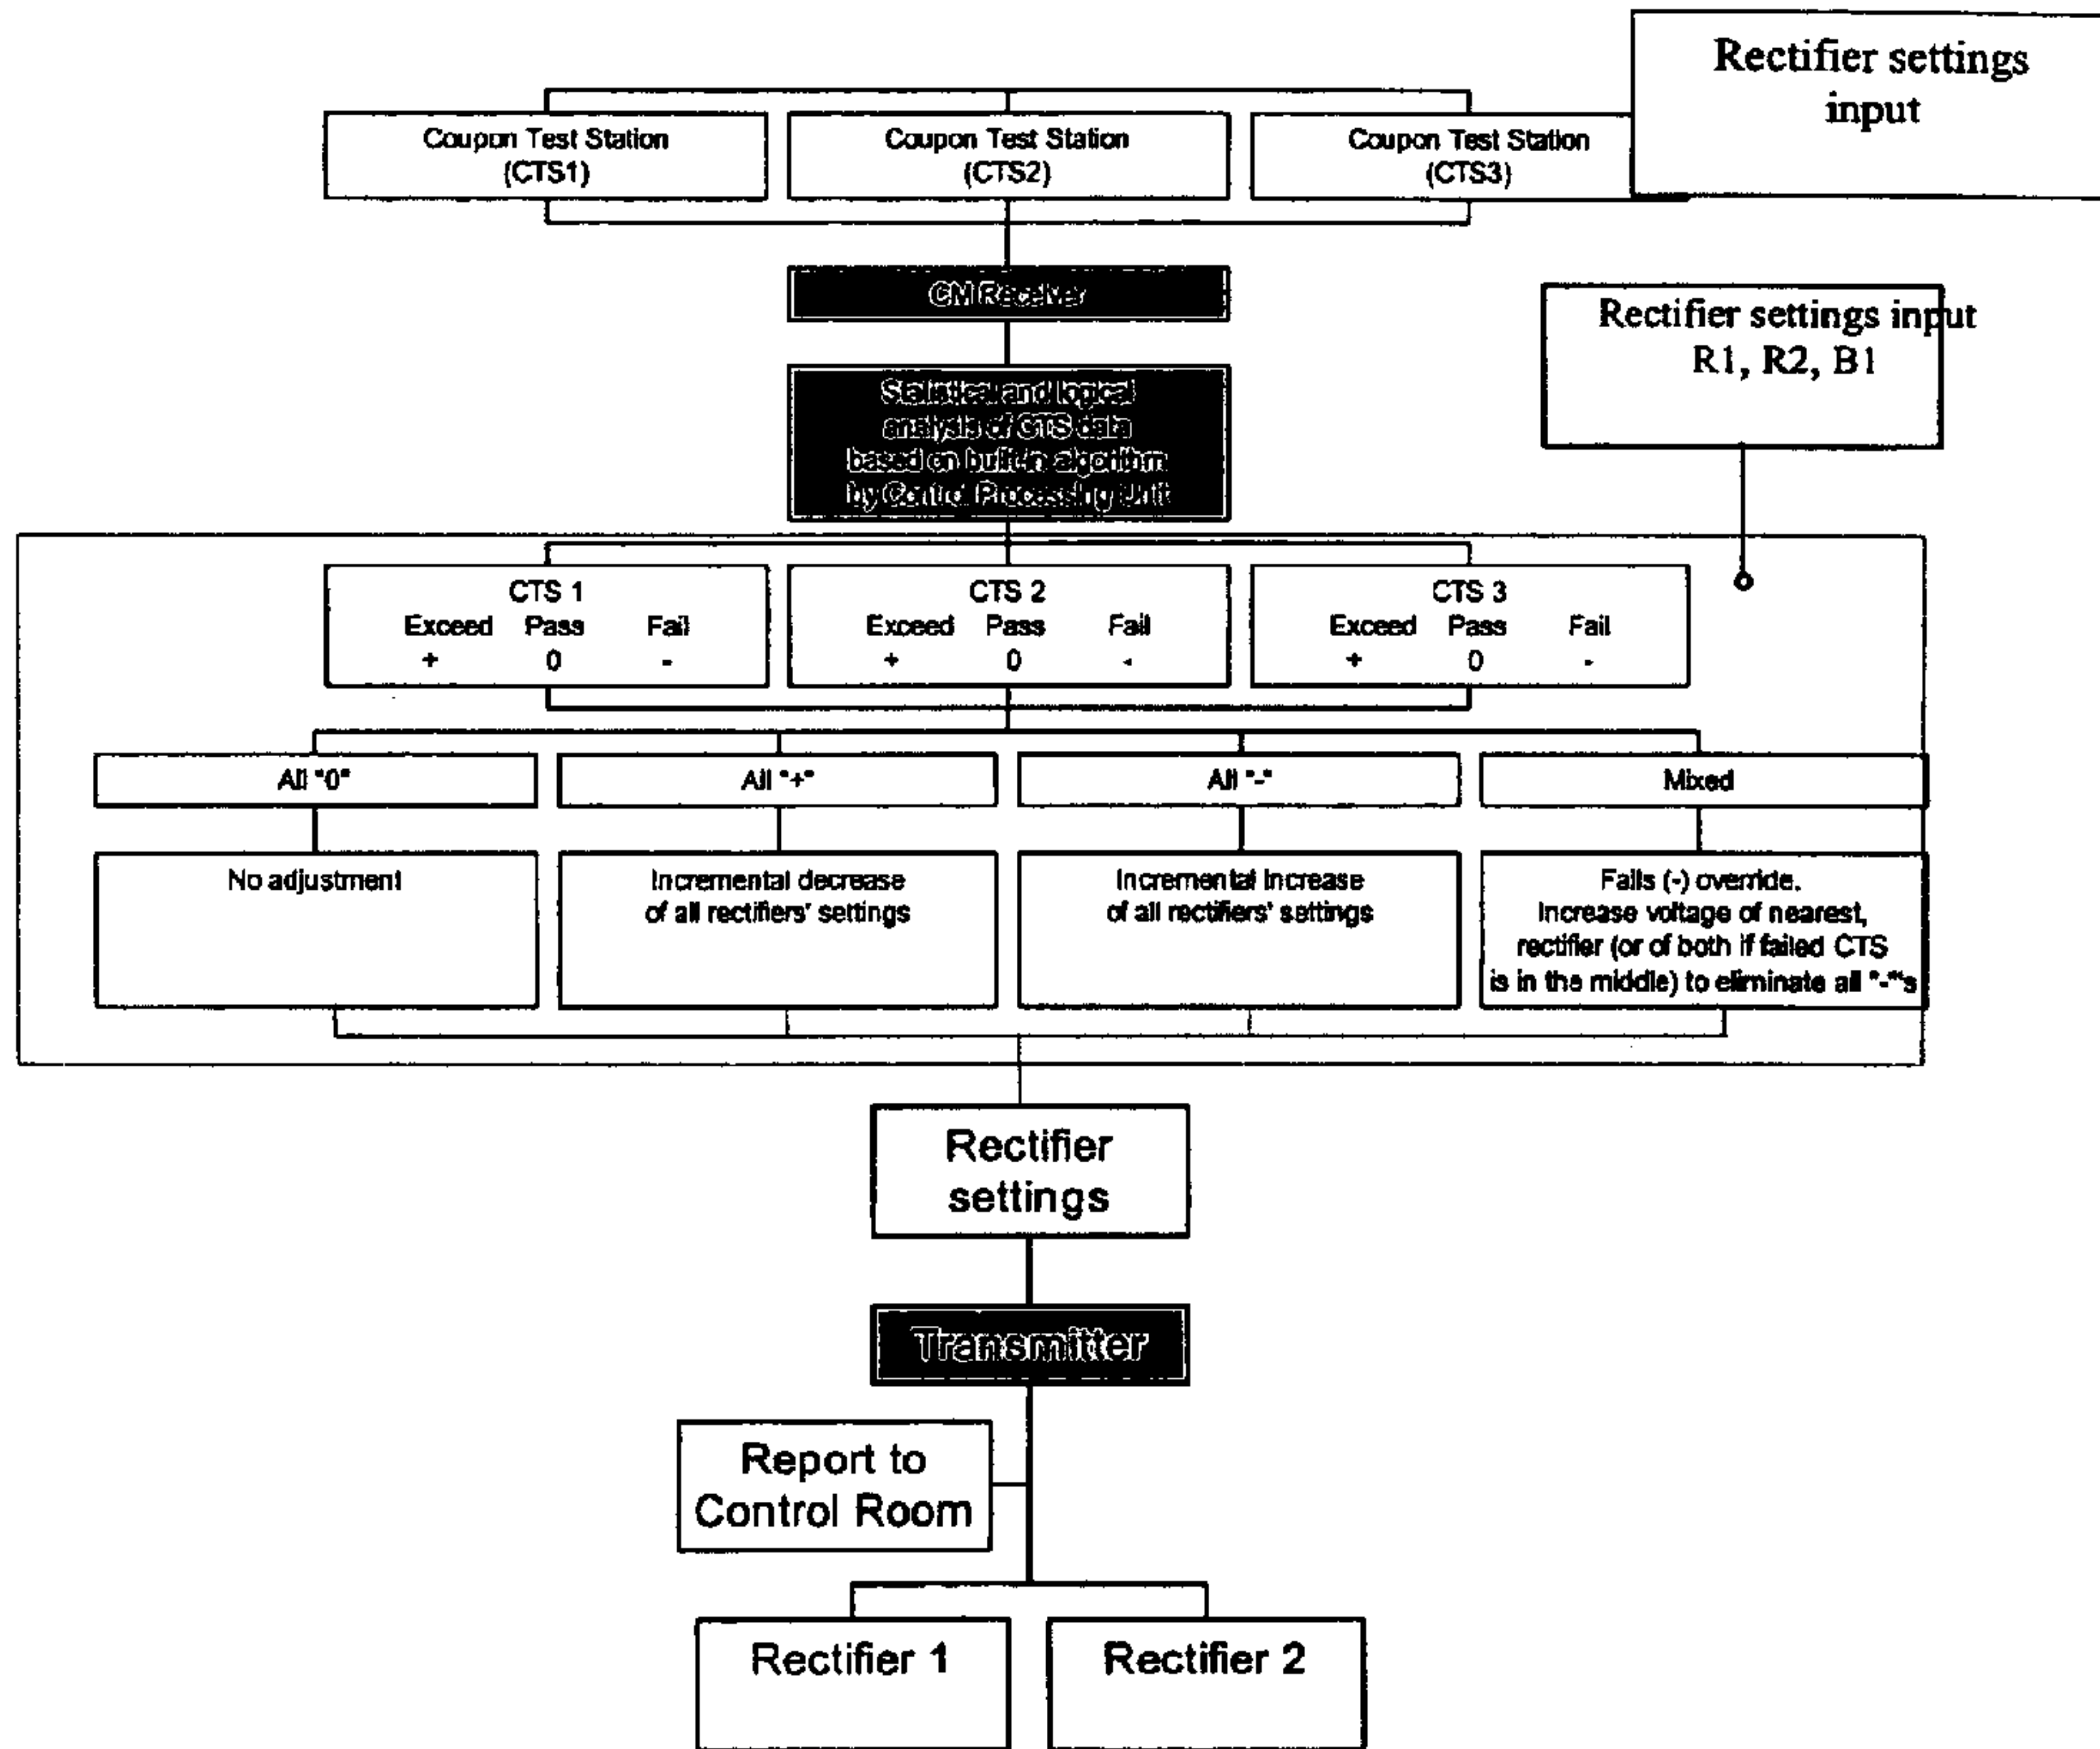 Rectifier settings
input
Coupon Test Station
(CTS1)
Coupon Test Station
(CTS2)
Coupon Test Station
(CTS3)
CM Receiver
Rectifier settings input
R1, R2, B1
Statistical and logical
analysis of CTS data
based on built-in algorithm
by Control Processing Unit
CTS 1
Exceed Pass Fail
+ 0 -
CTS 2
Exceed Pass Fail
+ 0 -
CTS 3
Exceed Pass Fail
+ 0 -
All "0"
All "+"
All "-"
Mixed
No adjustment
Incremental decrease
of all rectifiers' settings
Incremental increase
of all rectifiers' settings
Fails (-) override.
Increase voltage of nearest,
rectifier (or of both if failed CTS
is in the middle) to eliminate all "-"'s
Rectifier
settings
Transmitter
Report to
Control Room
Rectifier 1
Rectifier 2